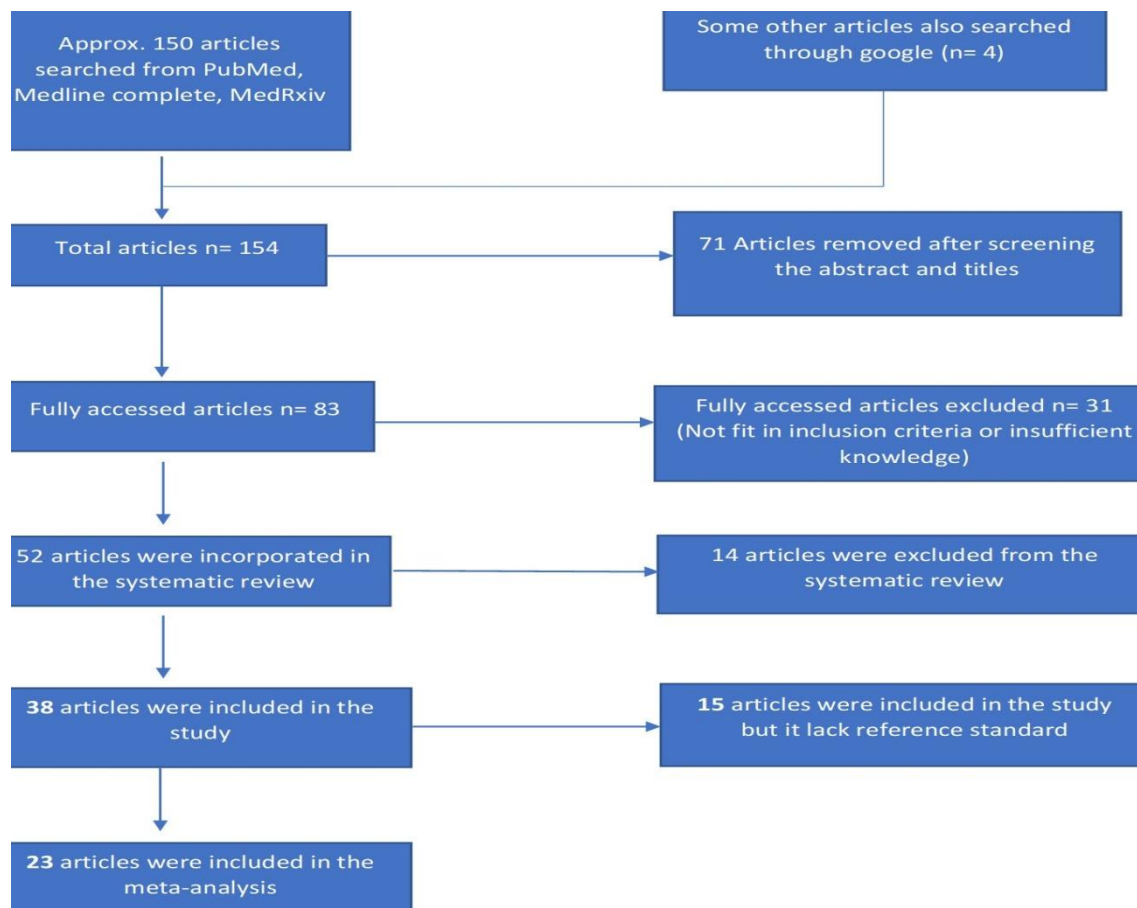 Approx. 150 articles
searched from PubMed,
Medline complete, MedRxiv
Some other articles also searched
through google (n= 4)
Total articles n= 154
71 Articles removed after screening
the abstract and titles
Fully accessed articles n= 83
Fully accessed articles excluded n= 31
(Not fit in inclusion criteria or insufficient
knowledge)
52 articles were incorporated in
the systematic review
14 articles were excluded from the
systematic review
38 articles were included in the
study
15 articles were included in the study
but it lack reference standard
23 articles were included in the
meta-analysis